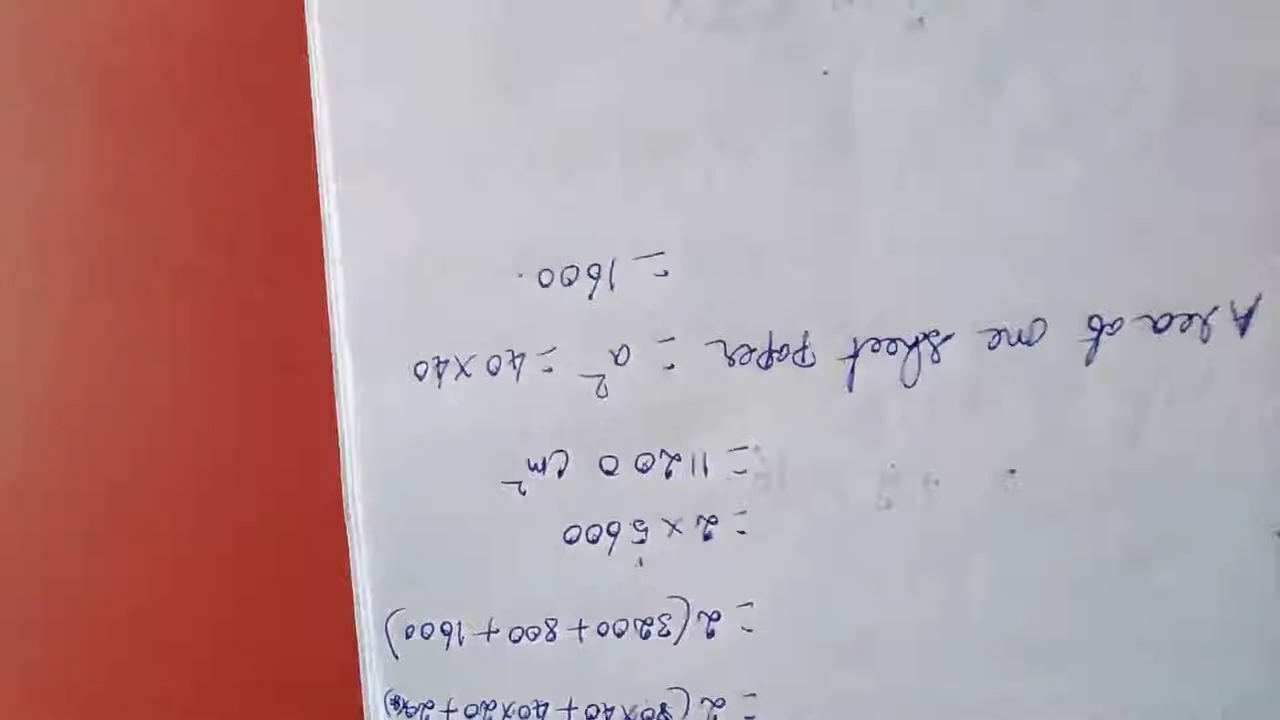 = 2(80×40 + 40×20 +
= 2(3200 + 800 + 1600)
= 2 × 5600
= 11200 cm²
Area of one sheet paper = a² = 40×40
= 1600.